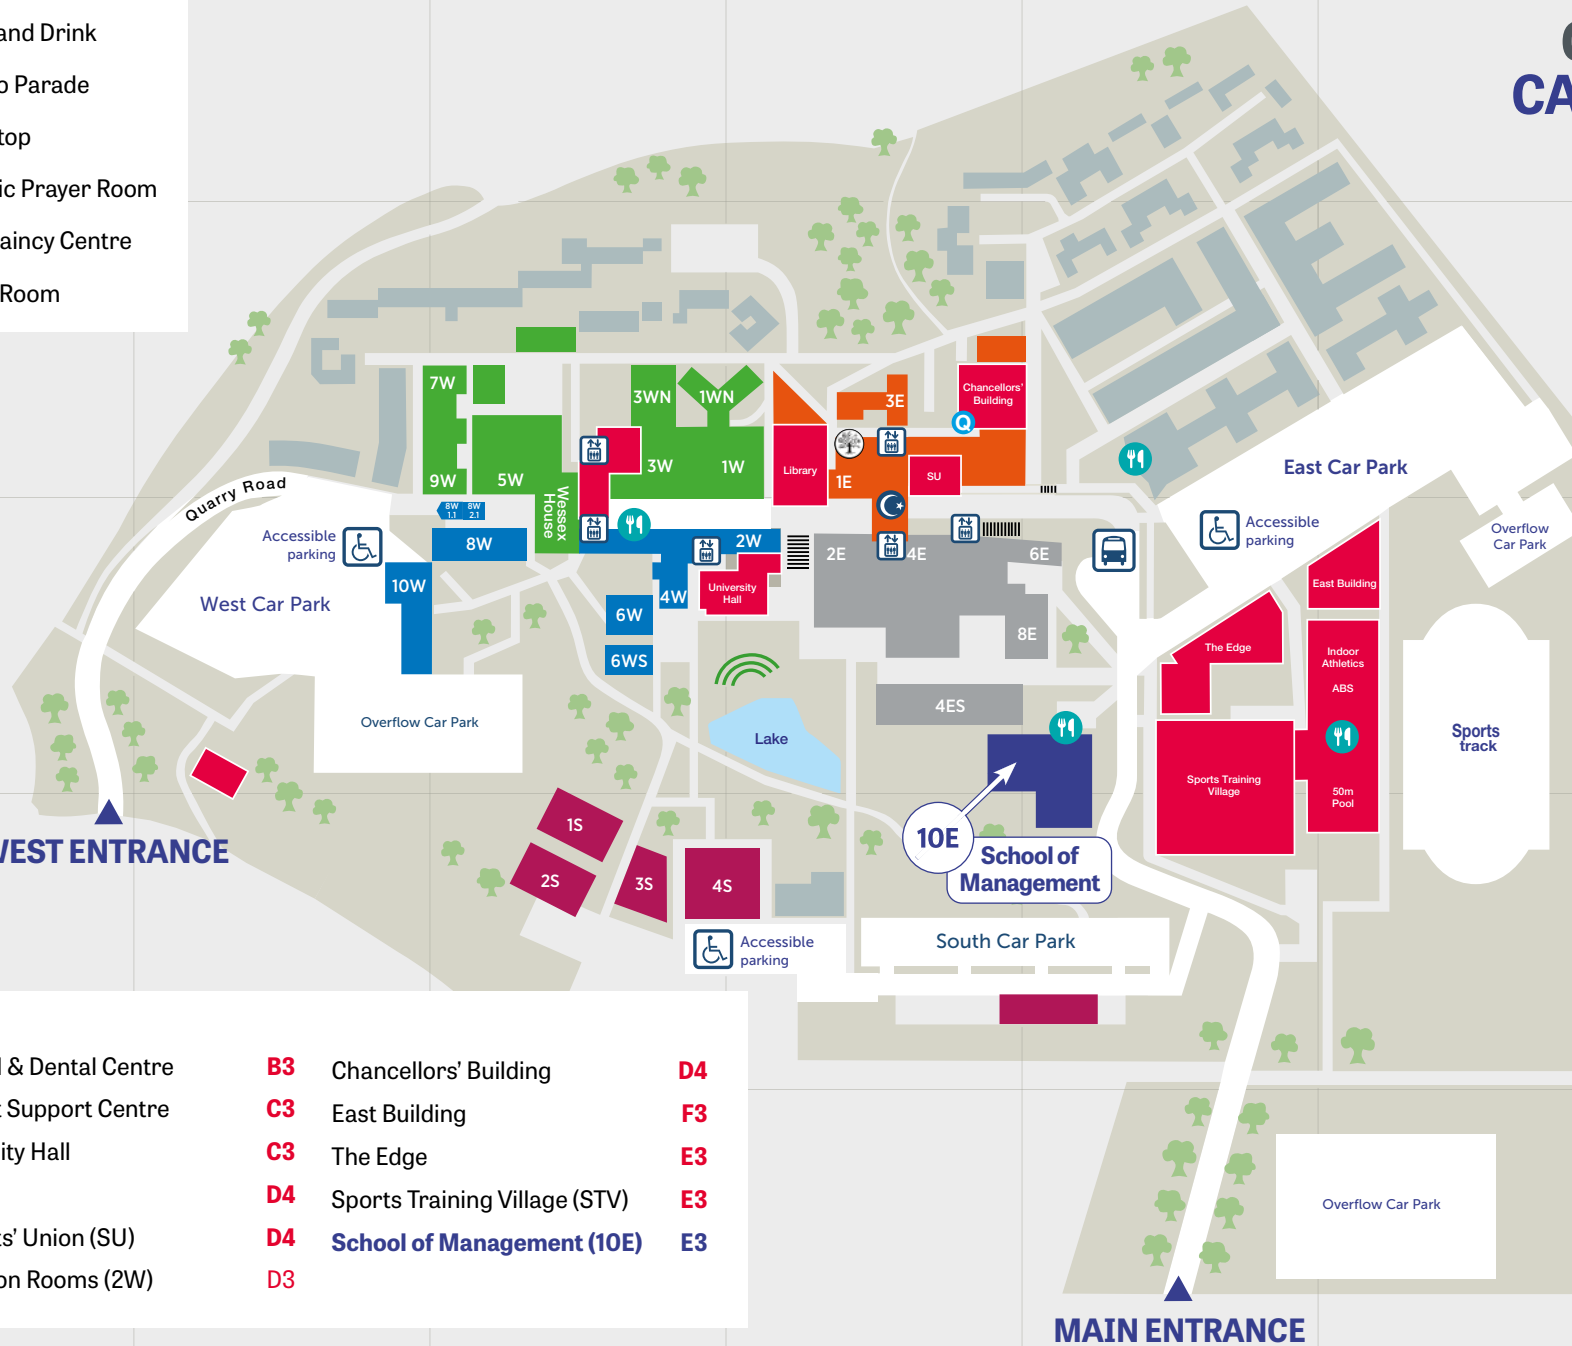 and Drink
Parade
top
Prayer Room
Centre
Room
CA
7W
3WN
1WN
3E
Chancellors'
Building
Q
9W
5W
3W
1W
Library
1E
SU
East Car Park
Quarry Road
8W
1.1
8W
2.1
Wessex
House
Accessible
parking
8W
2W
2E
4E
6E
Accessible
parking
Overflow
Car Park
10W
West Car Park
4W
University
Hall
East Building
6W
8E
6WS
The Edge
Indoor
Athletics
ABS
4ES
Overflow Car Park
Lake
Sports
track
Sports Training
Village
50m
Pool
1S
10E
School of
Management
WEST ENTRANCE
2S
3S
4S
Accessible
parking
South Car Park
& Dental Centre B3
Support Centre C3
Hall C3
D4
Union (SU) D4
Rooms (2W) D3
Chancellors' Building D4
East Building F3
The Edge E3
Sports Training Village (STV) E3
School of Management (10E) E3
Overflow Car Park
MAIN ENTRANCE